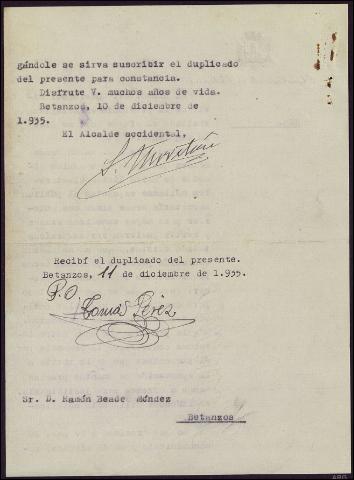 gándole se sirva suscribir el duplicado
del presente para constancia.
Disfrute V. muchos años de vida.
Betanzos, 10 de diciembre de
1.935.
El Alcalde accidental,
Recibí el duplicado del presente.
Betanzos, 11 de diciembre de 1.935.
P.O.
Tomás Pérez
Sr. D. Ramón Beade Méndez
Betanzos